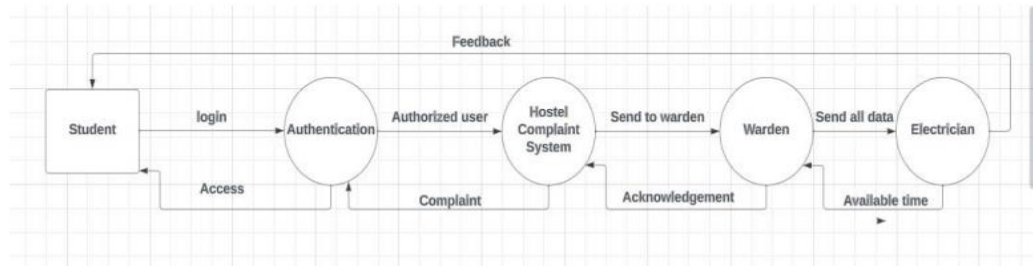 Feedback
Student
login
Authentication
Authorized user
Hostel
Complaint
System
Send to warden
Warden
Send all data
Electrician
Access
Complaint
Acknowledgement
Available time